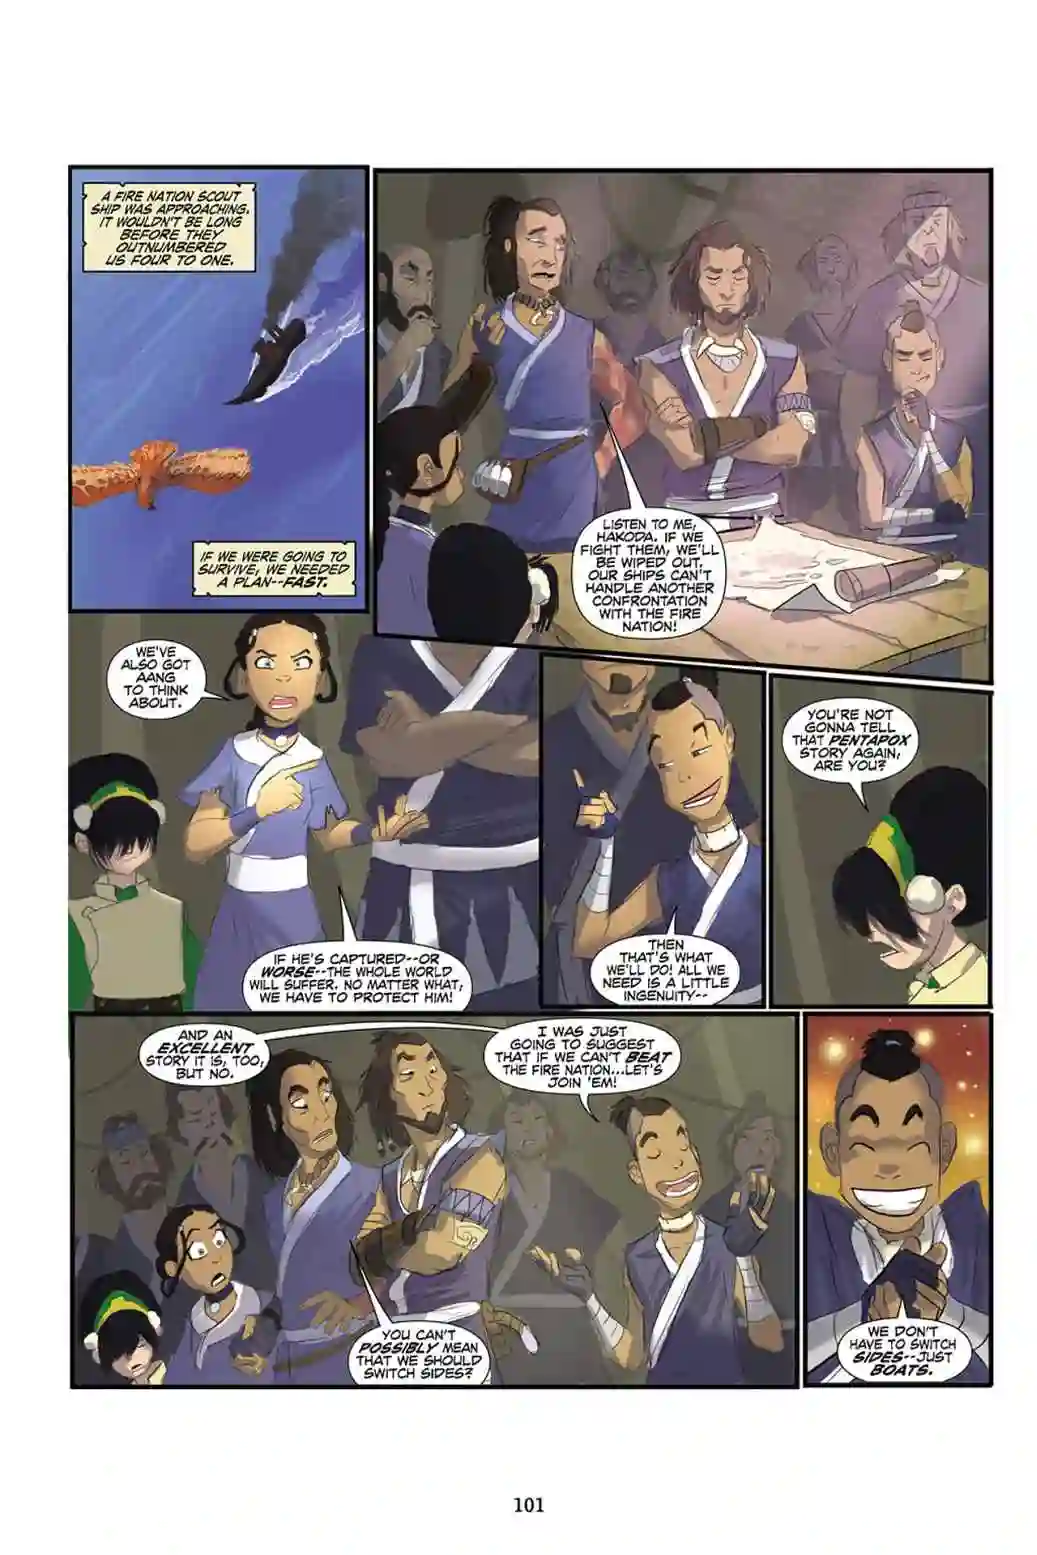 A FIRE NATION SCOUT
SHIP WAS APPROACHING.
IT WOULDN'T BE LONG
BEFORE THEY
OUTNUMBERED
US FOUR TO ONE.
IF WE WERE GOING TO
SURVIVE, WE NEEDED
A PLAN--FAST.
LISTEN TO ME,
HAKODA. IF WE
FIGHT THEM, WE'LL
BE WIPED OUT.
OUR SHIPS CAN'T
HANDLE ANOTHER
CONFRONTATION
WITH THE FIRE
NATION!
WE'VE
ALSO GOT
AANG
TO THINK
ABOUT.
IF HE'S CAPTURED--OR
WORSE--THE WHOLE WORLD
WILL SUFFER. NO MATTER WHAT,
WE HAVE TO PROTECT HIM!
THEN
THAT'S WHAT
WE'LL DO! ALL WE
NEED IS A LITTLE
INGENUITY--
YOU'RE NOT
GONNA TELL
THAT PENTAPOX
STORY AGAIN,
ARE YOU?
AND AN
EXCELLENT
STORY IT IS, TOO,
BUT NO.
I WAS JUST
GOING TO SUGGEST
THAT IF WE CAN'T BEAT
THE FIRE NATION...LET'S
JOIN 'EM!
YOU CAN'T
POSSIBLY MEAN
THAT WE SHOULD
SWITCH SIDES?
WE DON'T
HAVE TO SWITCH
SIDES--JUST
BOATS.
101